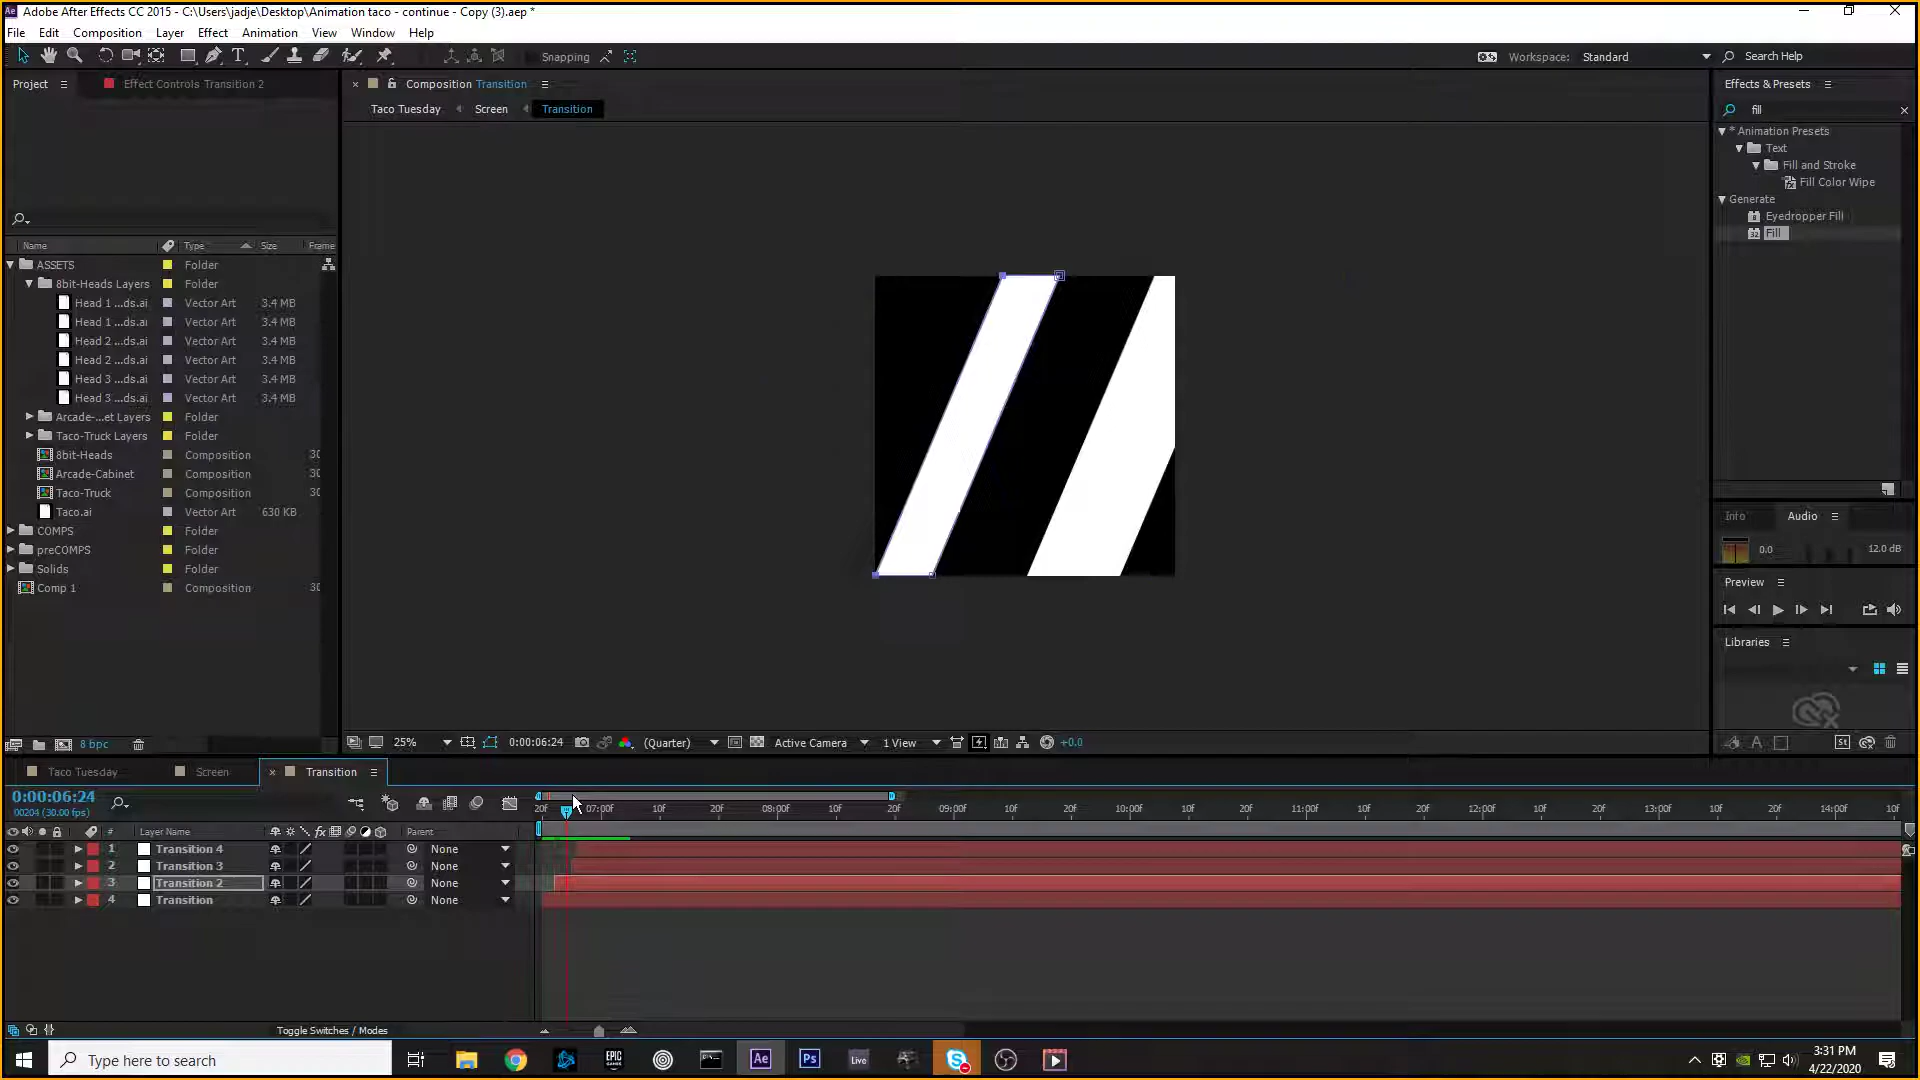 Adobe After Effects CC 2015 - C:\Users\jadje\Desktop\Animation taco - continue - Copy (3).aep *
File Edit Composition Layer Effect Animation View Window Help
Snapping Workspace: Standard Search Help
Project Effect Controls Transition 2
Composition Transition
Effects & Presets
Taco Tuesday Screen Transition
fill
* Animation Presets
Text
Fill and Stroke
Fill Color Wipe
Generate
Eyedropper Fill
Fill
Name Type Size Frame
ASSETS Folder
8bit-Heads Layers Folder
Head 1 ...ds.ai Vector Art 3.4 MB
Head 1 ...ds.ai Vector Art 3.4 MB
Head 2 ...ds.ai Vector Art 3.4 MB
Head 2 ...ds.ai Vector Art 3.4 MB
Head 3 ...ds.ai Vector Art 3.4 MB
Head 3 ...ds.ai Vector Art 3.4 MB
Arcade-...et Layers Folder
Taco-Truck Layers Folder
8bit-Heads Composition 30
Arcade-Cabinet Composition 30
Taco-Truck Composition 30
Taco.ai Vector Art 630 KB
COMPS Folder
preCOMPS Folder
Solids Folder
Comp 1 Composition 30
Info Audio
0.0 12.0 dB
Preview
Libraries
St
8 bpc
25% 0:00:06:24 (Quarter) Active Camera 1 View +0.0
Taco Tuesday Screen Transition
0:00:06:24
00204 (30.00 fps)
20f 07:00f 10f 20f 08:00f 10f 20f 09:00f 10f 20f 10:00f 10f 20f 11:00f 10f 20f 12:00f 10f 20f 13:00f 10f 20f 14:00f 10f
# Layer Name fx Parent
1 Transition 4 None
2 Transition 3 None
3 Transition 2 None
4 Transition None
Toggle Switches / Modes
Type here to search
EPIC GAMES
Ae Ps Live
3:31 PM
4/22/2020